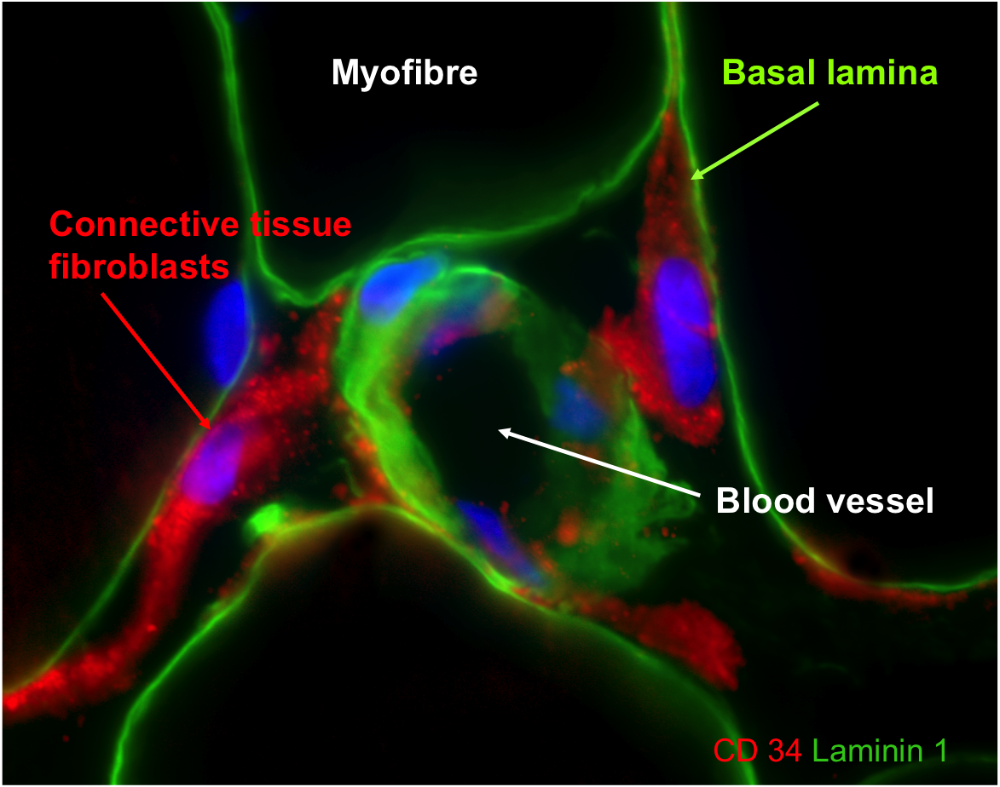 Myofibre
Basal lamina
Connective tissue
fibroblasts
Blood vessel
CD 34 Laminin 1